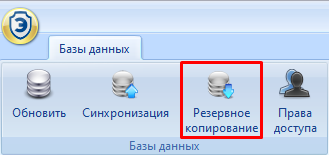 Э
Базы данных
Обновить
Синхронизация
Резервное
копирование
Права
доступа
Базы данных